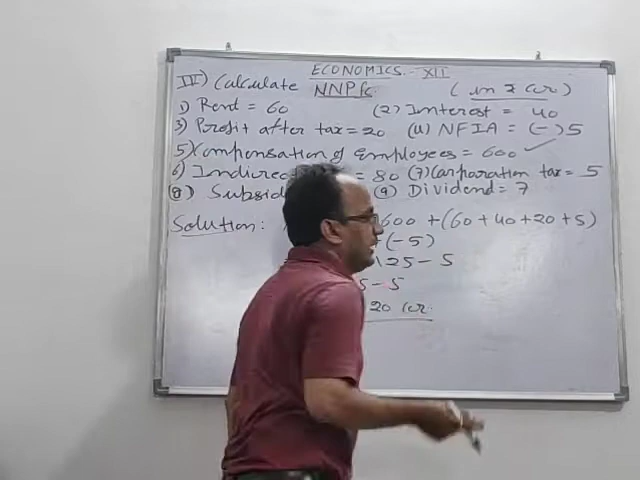 ECONOMICS - XII
III) Calculate NNPfc (in ₹ cr)
1) Rent = 60 (2) Interest = 40
3) Profit after tax = 20 (4) NFIA = (-) 5
5) Compensation of employees = 600 ✓
6) Indirec = 80 (7) Corporation tax = 5
(8) Subsid (9) Dividend = 7
Solution: 600 + (60 + 40 + 20 + 5)
(-5)
125 - 5
5 - 5
20 cr.